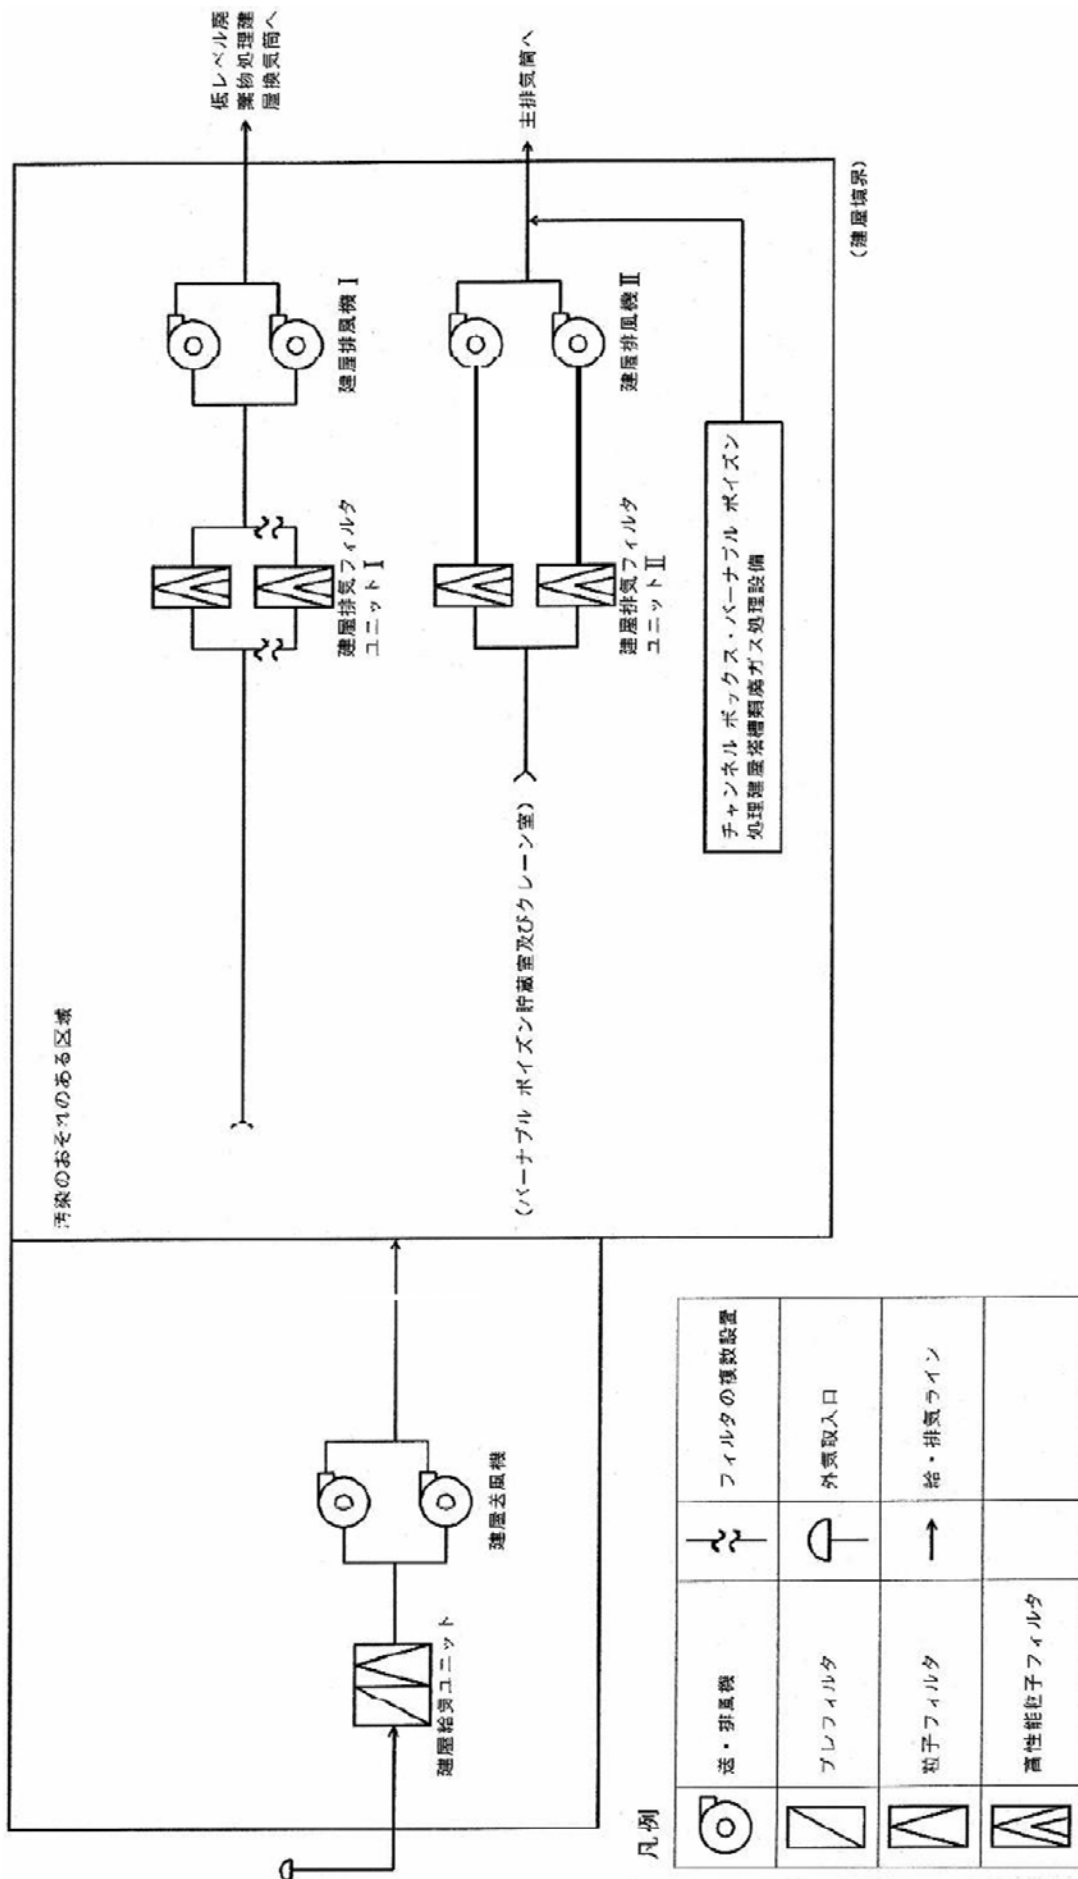 低レベル廃
棄物処理建
屋換気筒へ
主排気筒へ
(建屋境界)
汚染のおそれのある区域
建屋排風機Ⅰ
建屋排気フィルタ
ユニットⅠ
建屋排風機Ⅱ
建屋排気フィルタ
ユニットⅡ
(バーナブル ポイズン貯蔵室及びクレーン室)
チャンネル ボックス・バーナブル ポイズン
処理建屋塔槽類廃ガス処理設備
建屋送風機
建屋給気ユニット
凡例
送・排風機
フィルタの複数設置
プレフィルタ
外気取入口
粒子フィルタ
給・排気ライン
高性能粒子フィルタ